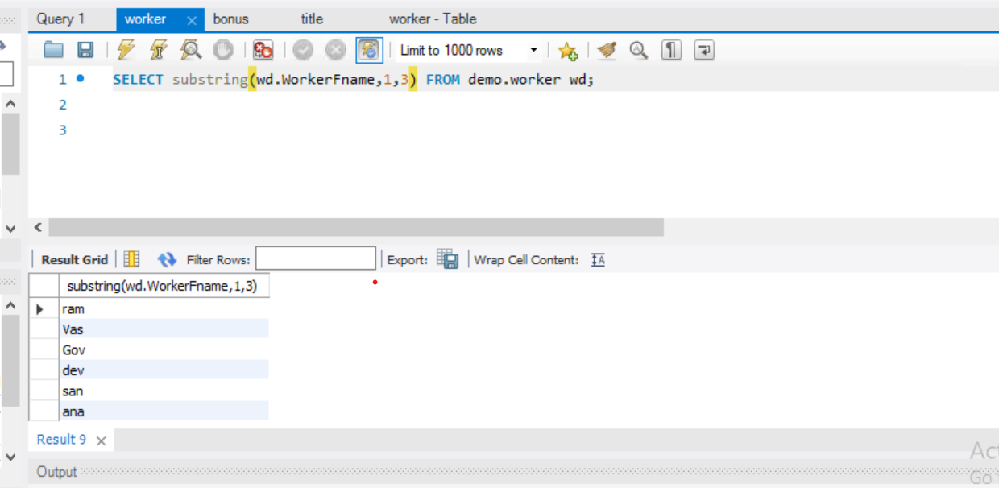 Query 1 worker × bonus title worker - Table
Limit to 1000 rows
1 SELECT substring(wd.WorkerFname,1,3) FROM demo.worker wd;
2
3
Result Grid Filter Rows: Export: Wrap Cell Content: IA
substring(wd.WorkerFname,1,3)
ram
Vas
Gov
dev
san
ana
Result 9 ×
Output
Act
Go